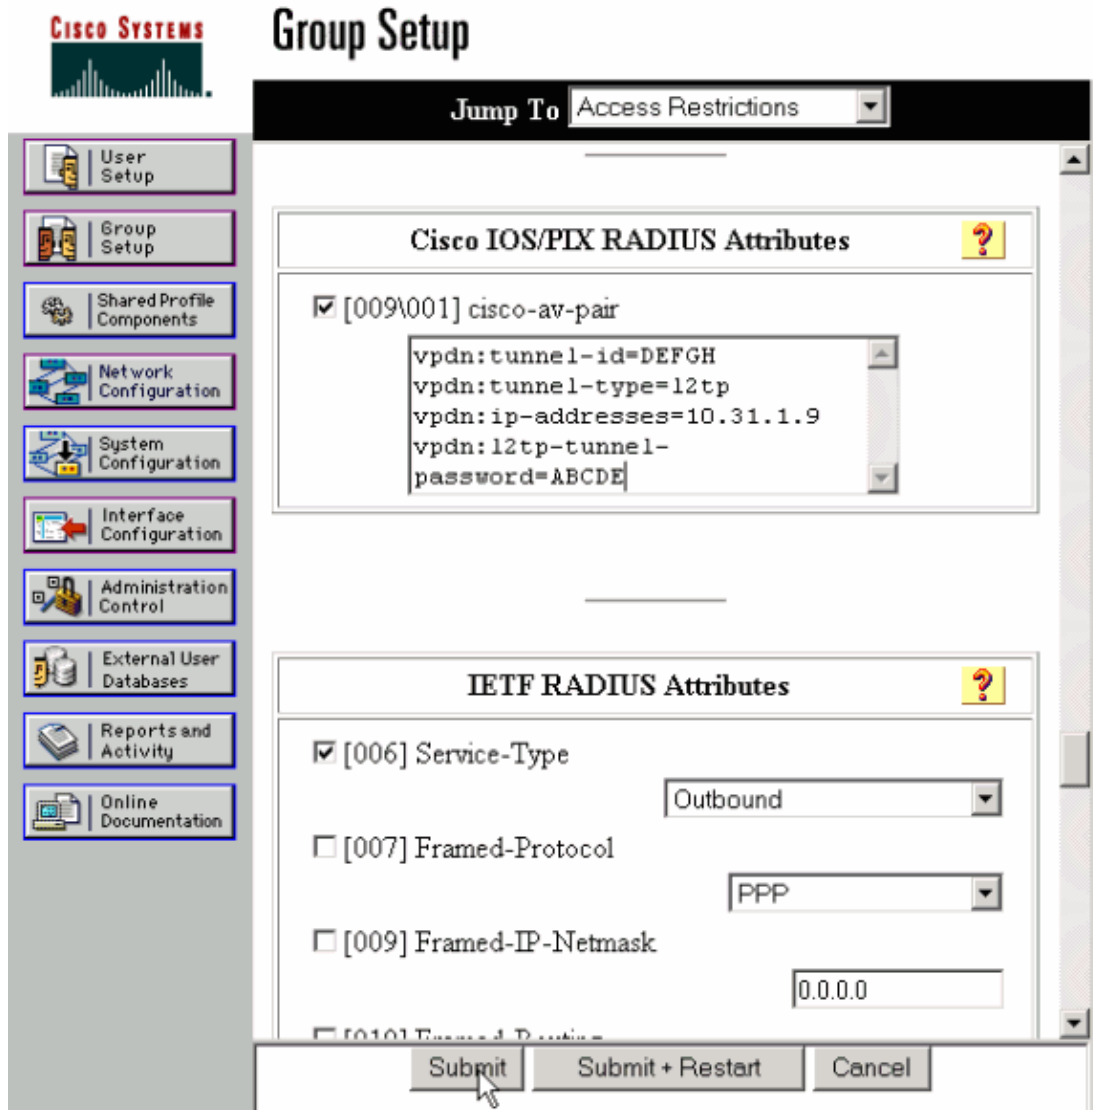 CISCO SYSTEMS
Group Setup
Jump To Access Restrictions
User
Setup
Group
Setup
Shared Profile
Components
Network
Configuration
System
Configuration
Interface
Configuration
Administration
Control
External User
Databases
Reports and
Activity
Online
Documentation
Cisco IOS/PIX RADIUS Attributes ?
[009\001] cisco-av-pair
vpdn:tunnel-id=DEFGH
vpdn:tunnel-type=l2tp
vpdn:ip-addresses=10.31.1.9
vpdn:l2tp-tunnel-
password=ABCDE
IETF RADIUS Attributes ?
[006] Service-Type
Outbound
[007] Framed-Protocol
PPP
[009] Framed-IP-Netmask
0.0.0.0
[010] Framed-Routing
Submit Submit + Restart Cancel